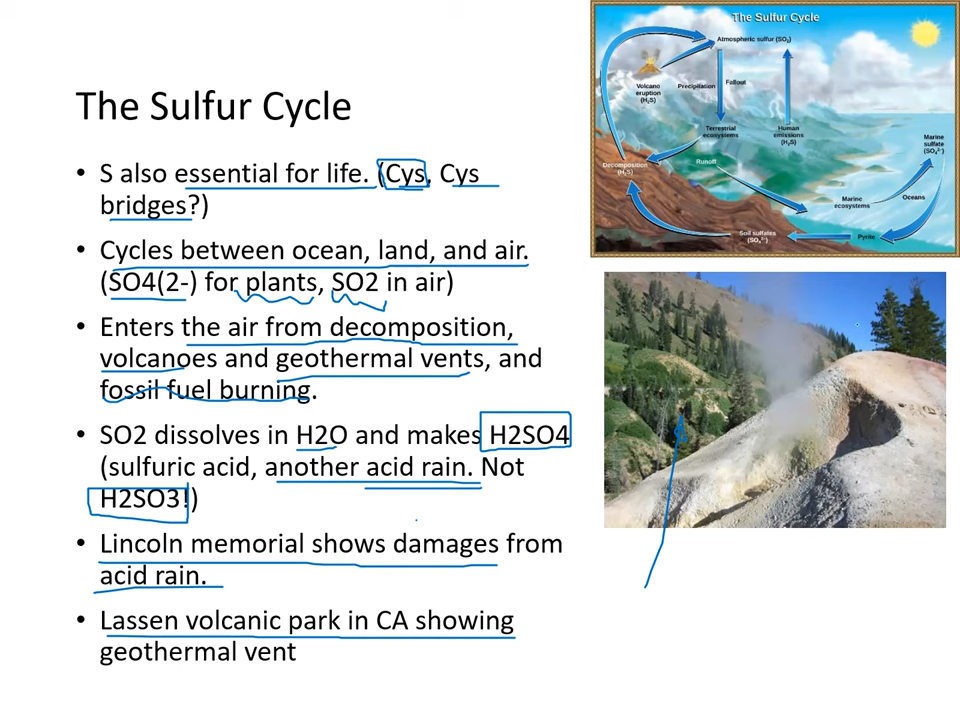 The Sulfur Cycle
• S also essential for life. (Cys, Cys
bridges?)
• Cycles between ocean, land, and air.
(SO4(2-) for plants, SO2 in air)
• Enters the air from decomposition,
volcanoes and geothermal vents, and
fossil fuel burning.
• SO2 dissolves in H2O and makes H2SO4
(sulfuric acid, another acid rain. Not
H2SO3!)
• Lincoln memorial shows damages from
acid rain.
• Lassen volcanic park in CA showing
geothermal vent
The Sulfur Cycle
Atmospheric sulfur (SO₂)
Volcano
eruption
(H₂S)
Precipitation
Fallout
Terrestrial
ecosystems
Human
emissions
(H₂S)
Marine
sulfate
(SO₄²⁻)
Decomposition
(H₂S)
Runoff
Marine
ecosystems
Oceans
Soil sulfates
(SO₄²⁻)
Pyrite